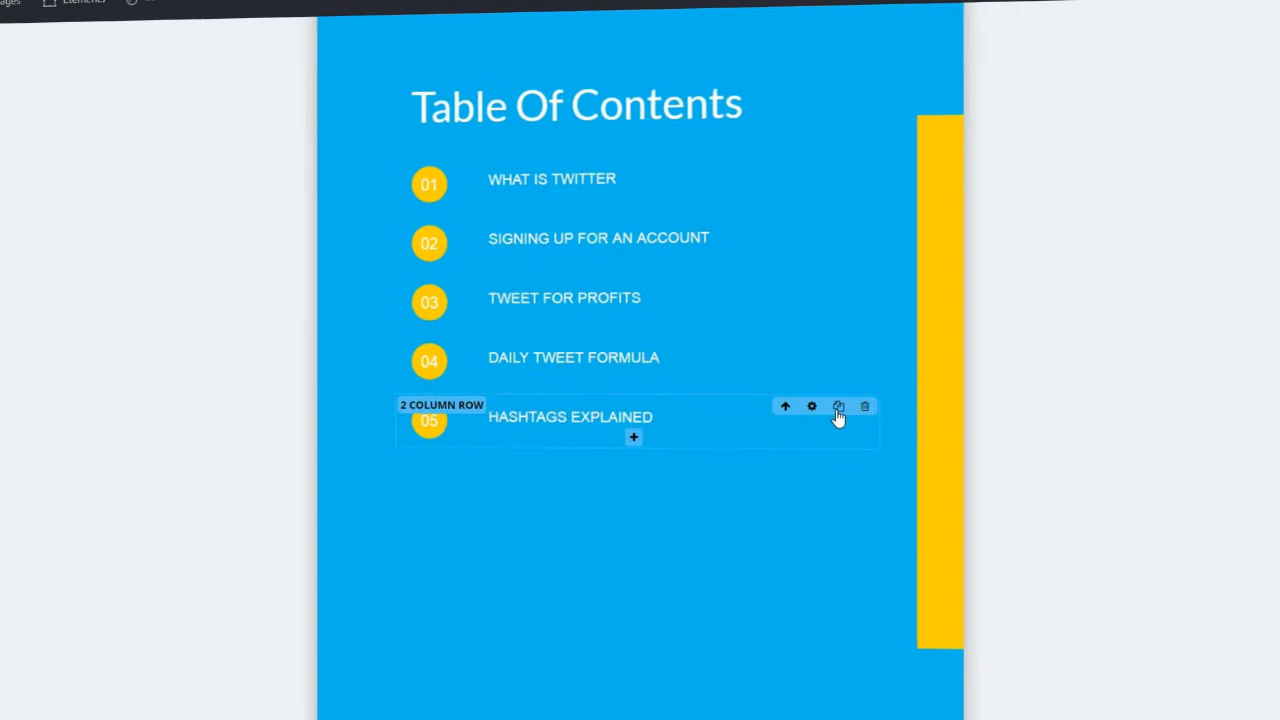 Elements
Table Of Contents
01 WHAT IS TWITTER
02 SIGNING UP FOR AN ACCOUNT
03 TWEET FOR PROFITS
04 DAILY TWEET FORMULA
2 COLUMN ROW
05 HASHTAGS EXPLAINED